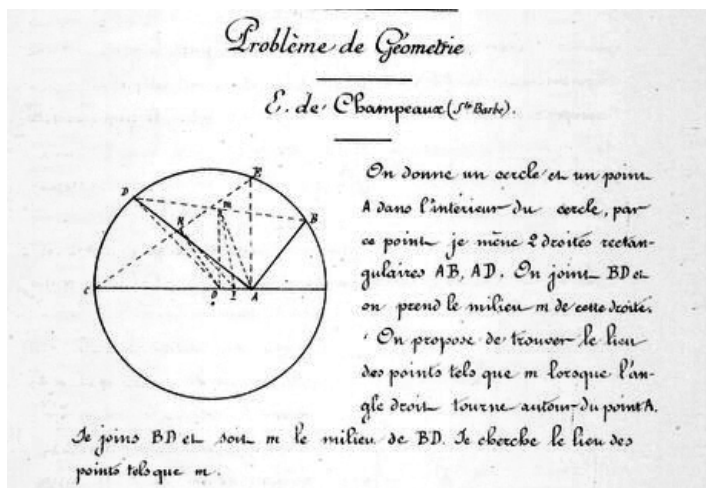 Problème de Géometrie
E. de Champeaux (Ste Barbe).
On donne un cercle et un point
A dans l'intérieur du cercle, par
ce point je mène 2 droites rectan-
gulaires AB, AD. On joint BD et
on prend le milieu m de cette droite.
On propose de trouver le lieu
des points tels que m lorsque l'an-
gle droit tourne autour du point A.
Je joins BD et soit m le milieu de BD. Je cherche le lieu des
points tels que m.
D
E
m
B
C
O
I
A